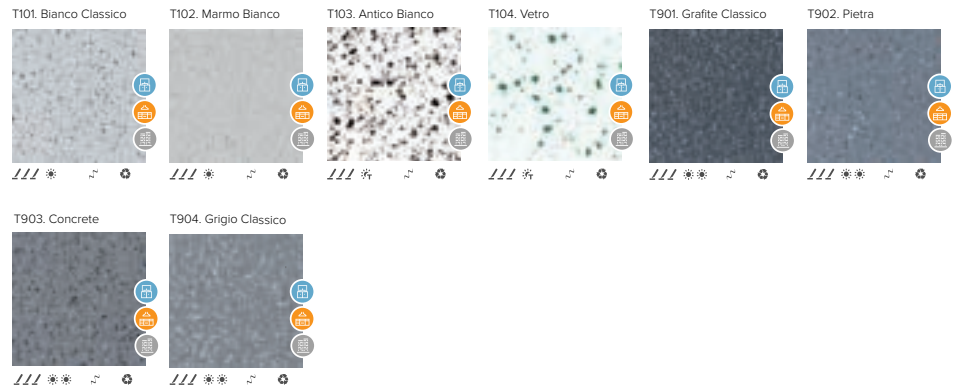 T101. Bianco Classico
T102. Marmo Bianco
T103. Antico Bianco
T104. Vetro
T901. Grafite Classico
T902. Pietra
T903. Concrete
T904. Grigio Classico